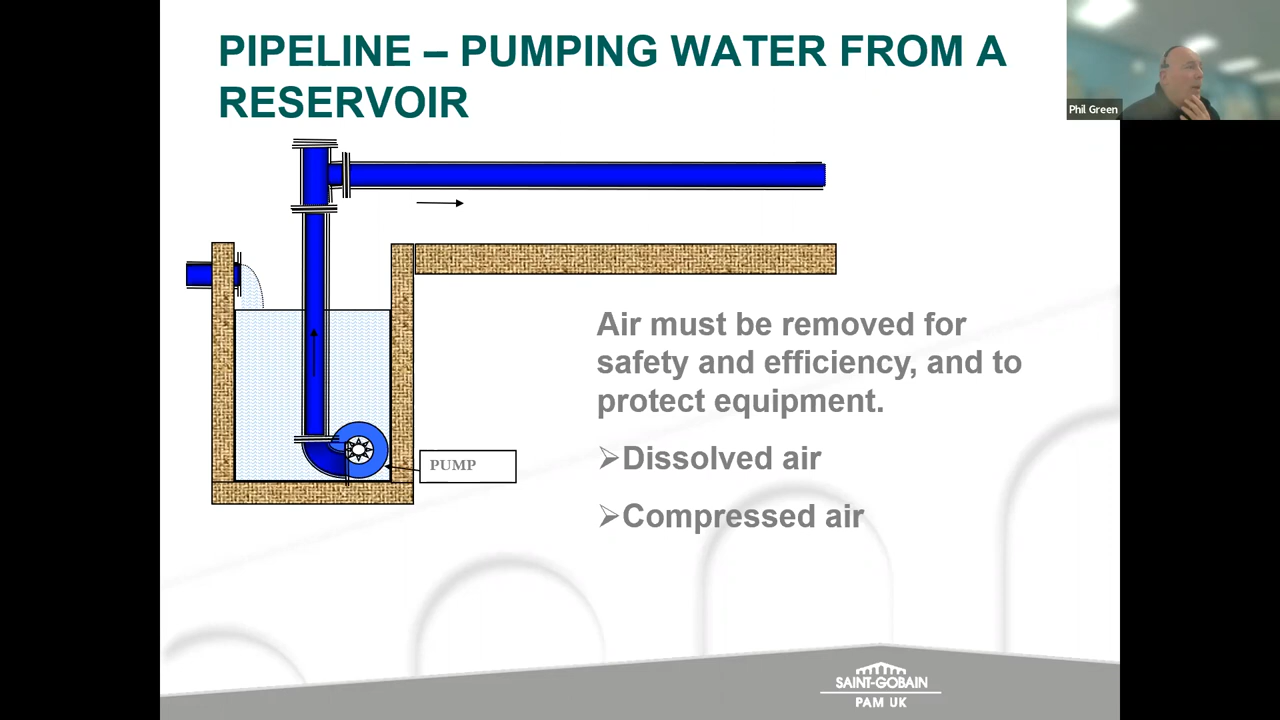 PIPELINE – PUMPING WATER FROM A
RESERVOIR
Phil Green
Air must be removed for
safety and efficiency, and to
protect equipment.
➢Dissolved air
➢Compressed air
PUMP
SAINT-GOBAIN
PAM UK